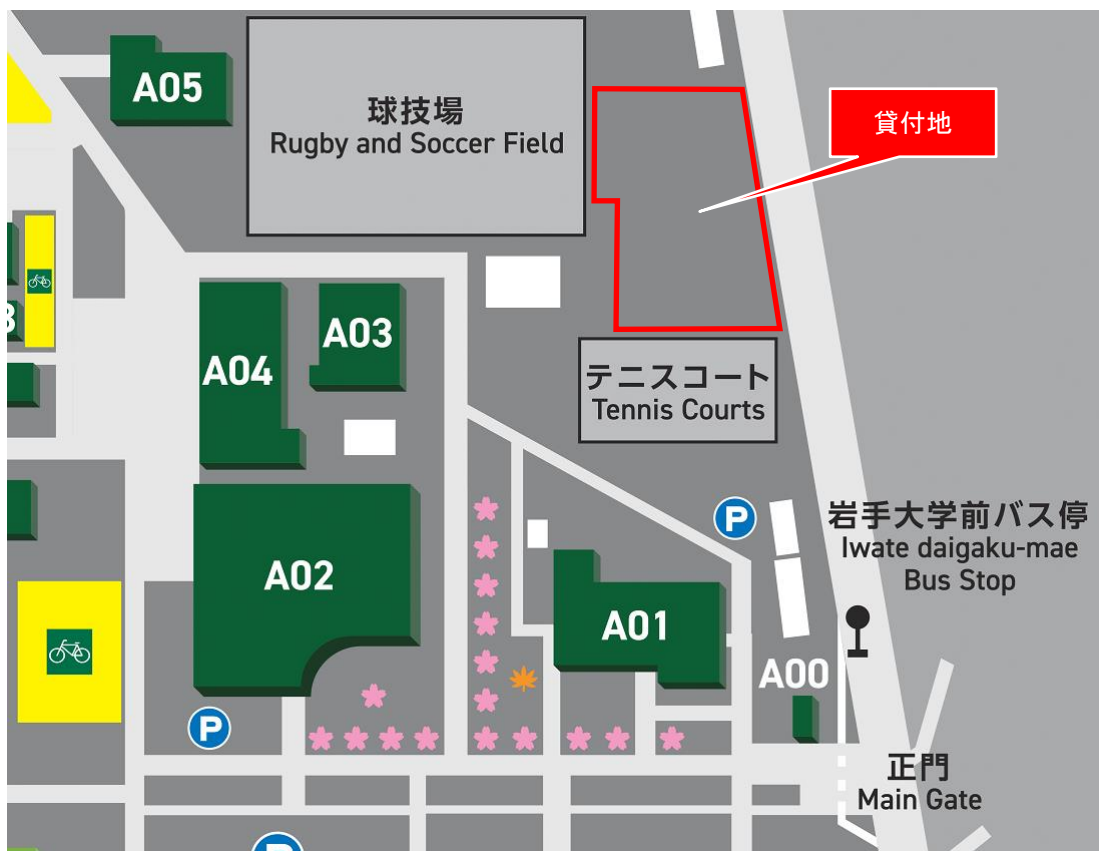 A05
球技場
Rugby and Soccer Field
貸付地
A04
A03
テニスコート
Tennis Courts
P
岩手大学前バス停
Iwate daigaku-mae
Bus Stop
A02
A01
A00
P
正門
Main Gate
P